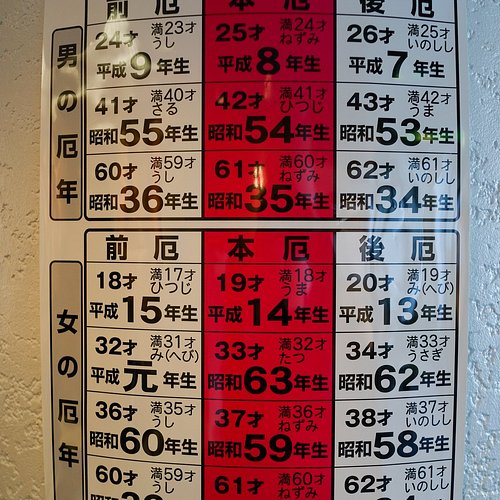 前厄 本厄 後厄
男の厄年
24才 満23才 うし
平成9年生
25才 満24才 ねずみ
平成8年生
26才 満25才 いのしし
平成7年生
41才 満40才 さる
昭和55年生
42才 満41才 ひつじ
昭和54年生
43才 満42才 うま
昭和53年生
60才 満59才 うし
昭和36年生
61才 満60才 ねずみ
昭和35年生
62才 満61才 いのしし
昭和34年生
前厄 本厄 後厄
女の厄年
18才 満17才 ひつじ
平成15年生
19才 満18才 うま
平成14年生
20才 満19才 み(へび)
平成13年生
32才 満31才 み(へび)
平成元年生
33才 満32才 たつ
昭和63年生
34才 満33才 うさぎ
昭和62年生
36才 満35才 うし
昭和60年生
37才 満36才 ねずみ
昭和59年生
38才 満37才 いのしし
昭和58年生
60才 満59才 うし
61才 満60才 ねずみ
62才 満61才 いのしし